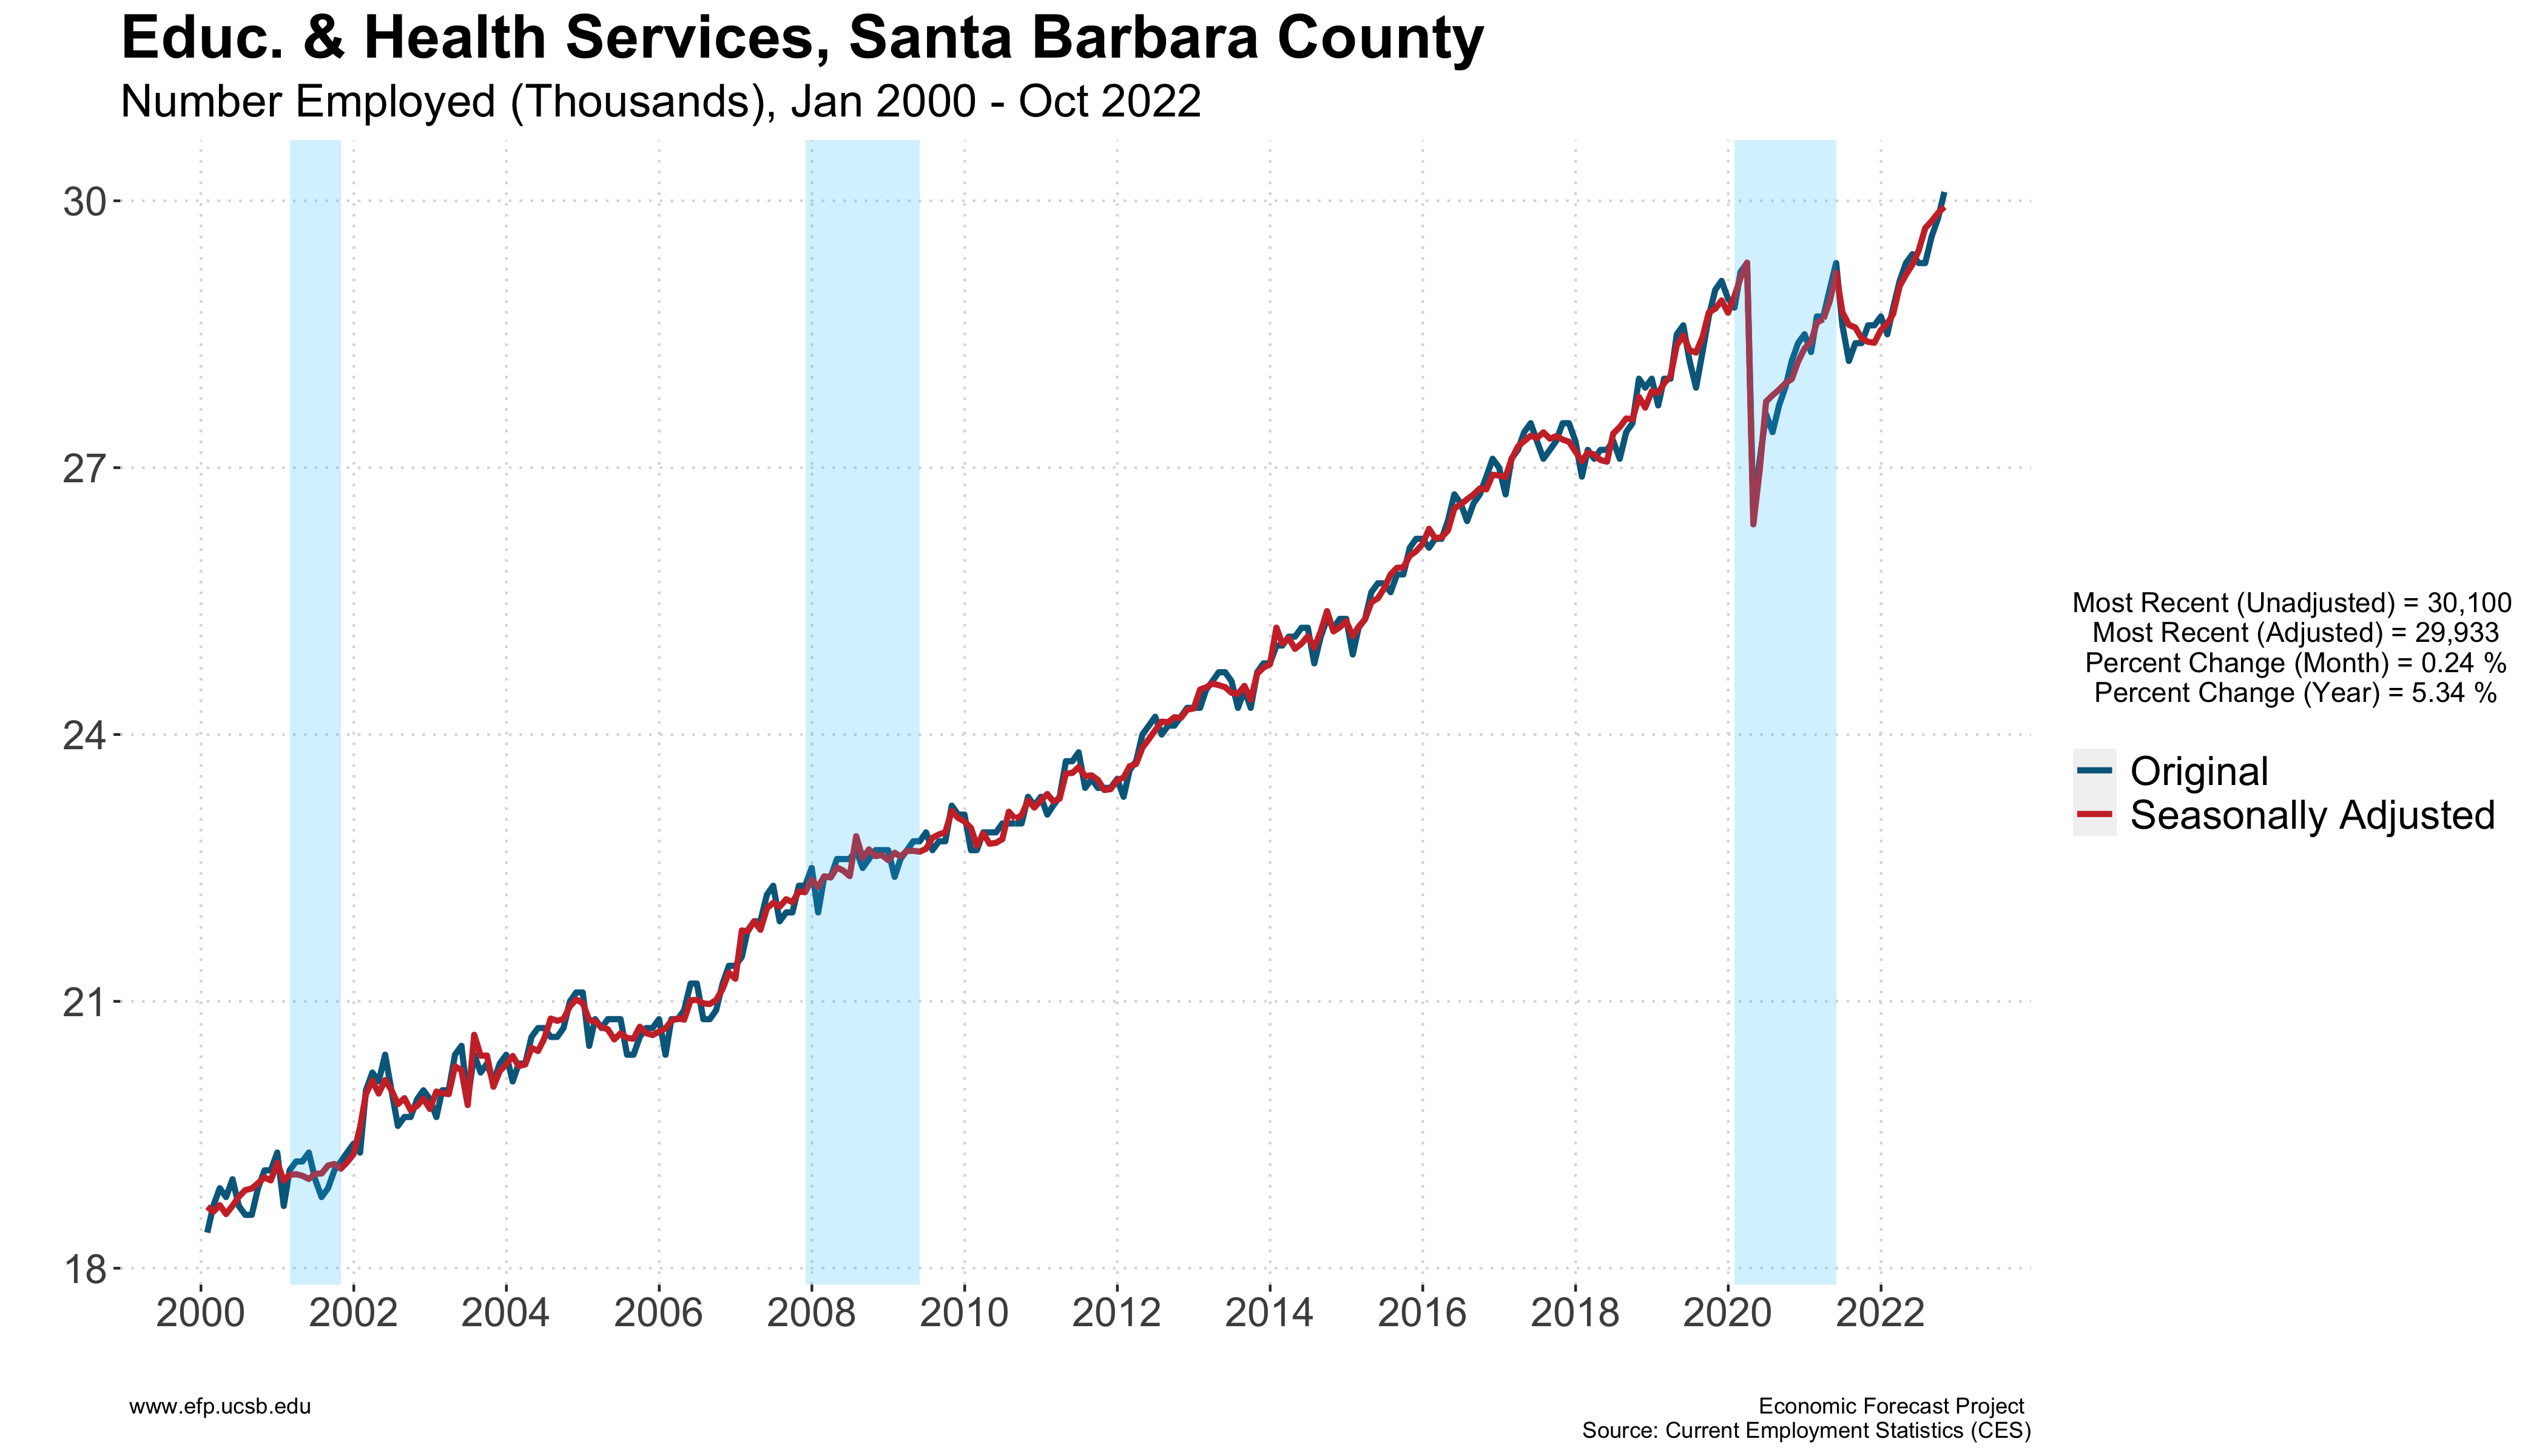 Educ. & Health Services, Santa Barbara County
Number Employed (Thousands), Jan 2000 - Oct 2022
30
27
24
21
18
2000 2002 2004 2006 2008 2010 2012 2014 2016 2018 2020 2022
Most Recent (Unadjusted) = 30,100
Most Recent (Adjusted) = 29,933
Percent Change (Month) = 0.24 %
Percent Change (Year) = 5.34 %
Original
Seasonally Adjusted
www.efp.ucsb.edu
Economic Forecast Project
Source: Current Employment Statistics (CES)